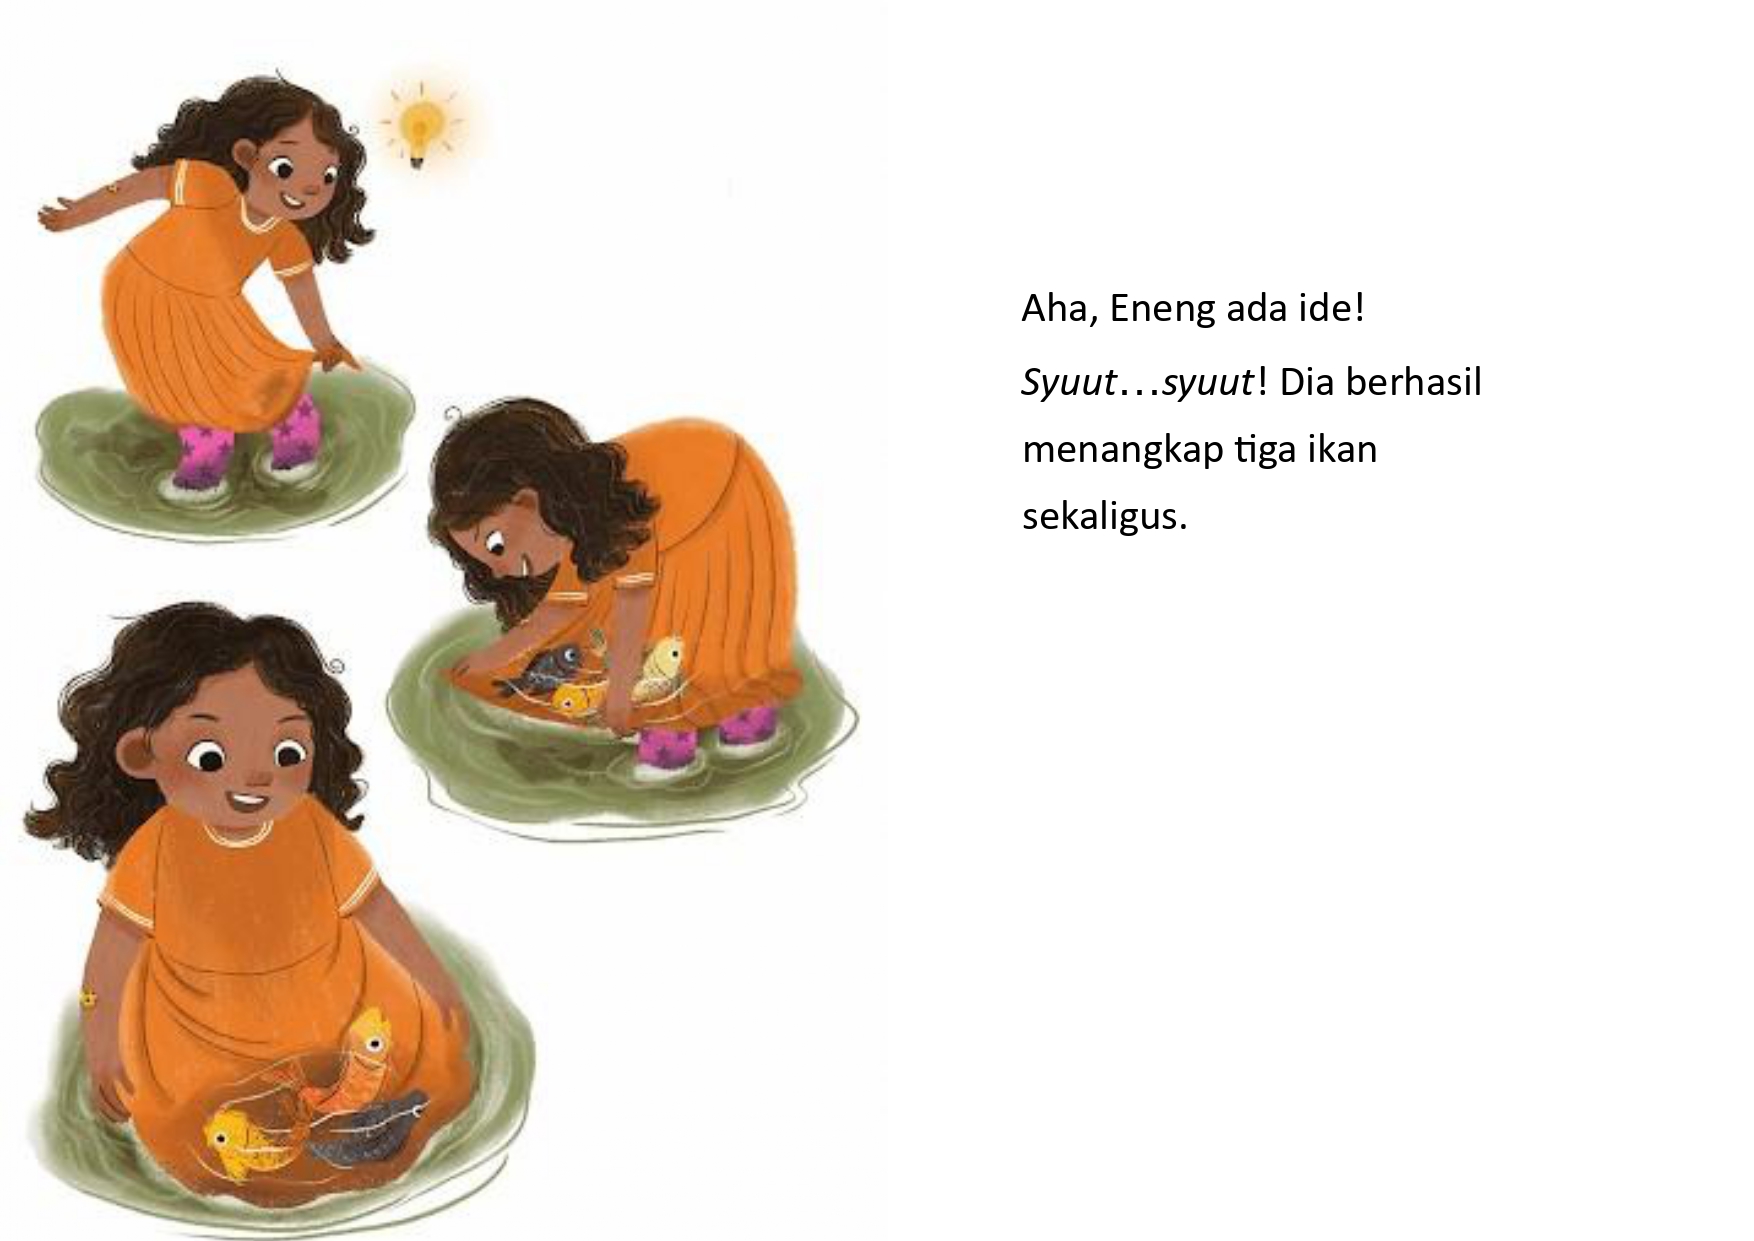 Aha, Eneng ada ide!
Syuut...syuut! Dia berhasil
menangkap tiga ikan
sekaligus.